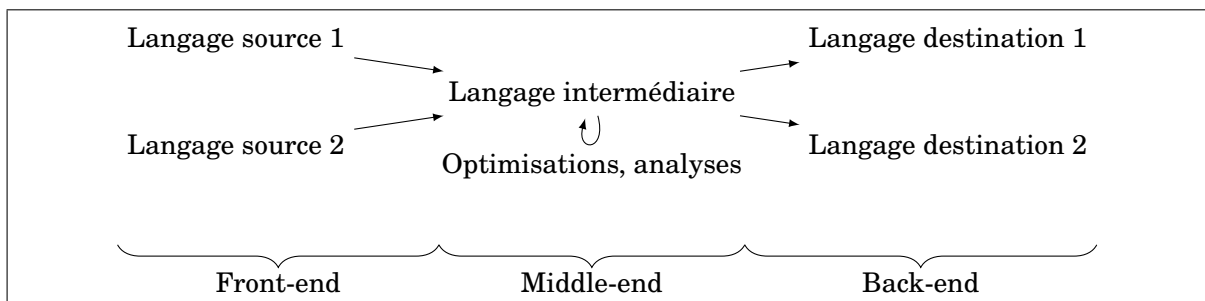 Langage source 1
Langage destination 1
Langage intermédiaire
Langage source 2
Langage destination 2
Optimisations, analyses
Front-end
Middle-end
Back-end